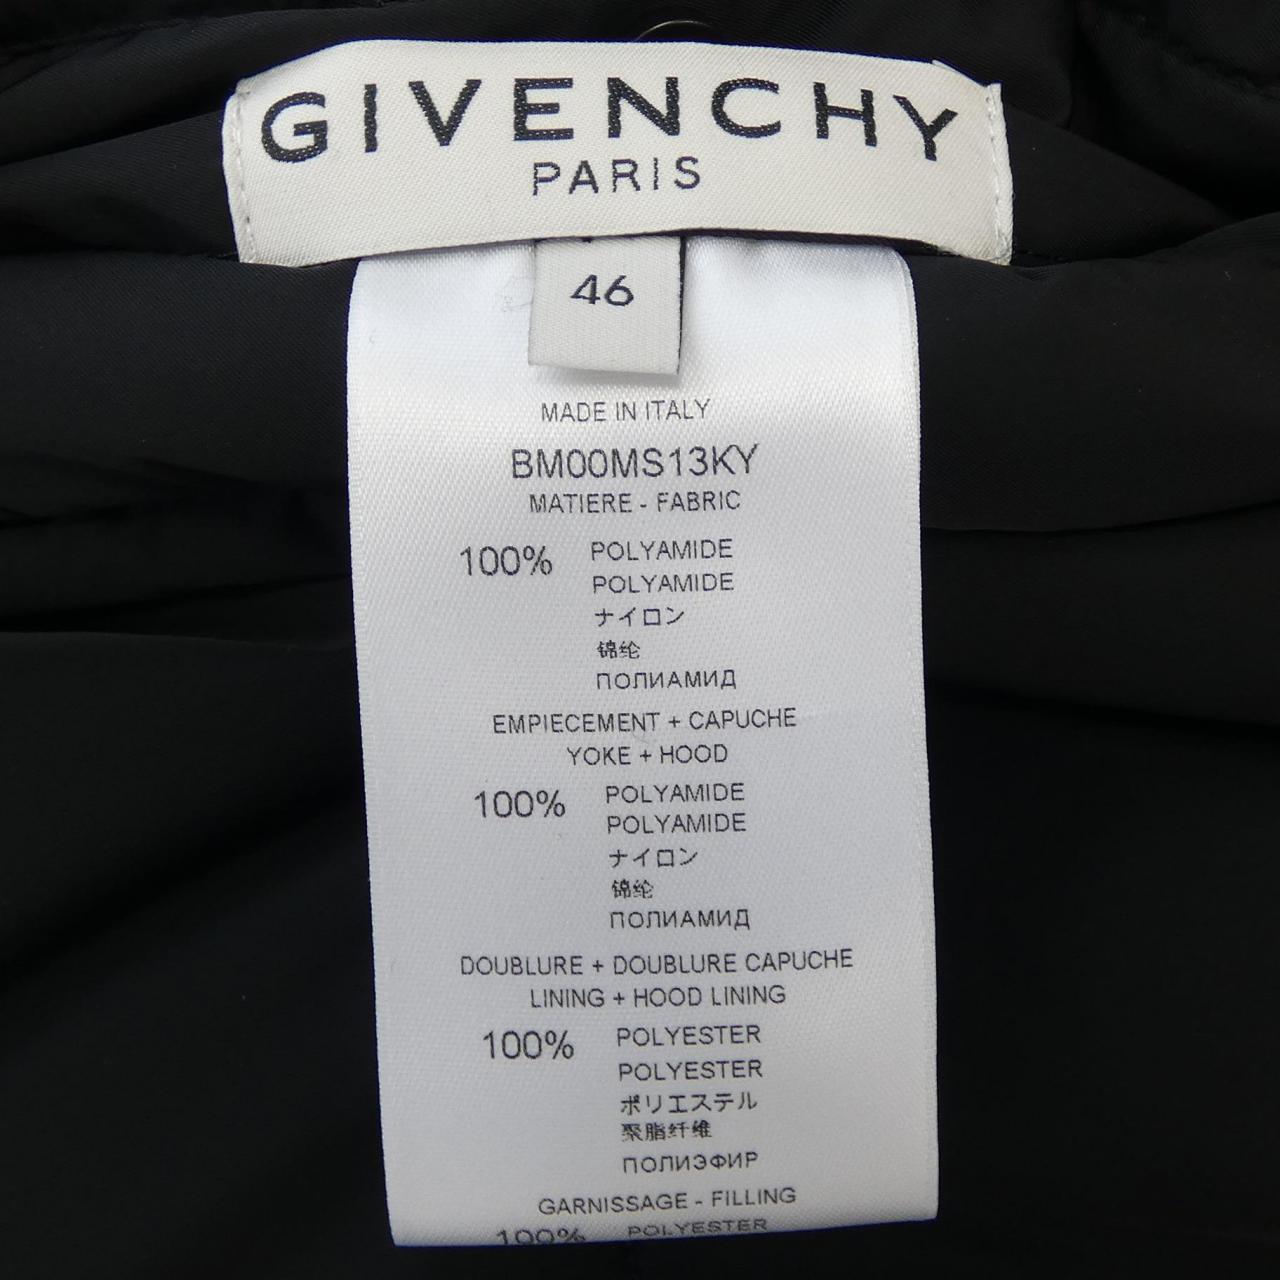 GIVENCHY
PARIS
46
MADE IN ITALY
BM00MS13KY
MATIERE - FABRIC
100% POLYAMIDE
POLYAMIDE
ナイロン
锦纶
ПОЛИАМИД
EMPIECEMENT + CAPUCHE
YOKE + HOOD
100% POLYAMIDE
POLYAMIDE
ナイロン
锦纶
ПОЛИАМИД
DOUBLURE + DOUBLURE CAPUCHE
LINING + HOOD LINING
100% POLYESTER
POLYESTER
ポリエステル
聚脂纤维
ПОЛИЭФИР
GARNISSAGE - FILLING
100% POLYESTER